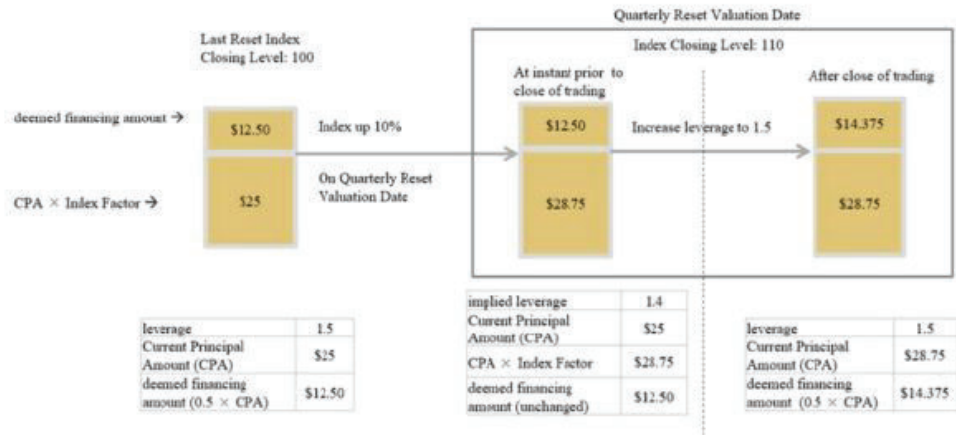 Quarterly Reset Valuation Date
Last Reset Index
Closing Level: 100
Index Closing Level: 110
At instant prior to
close of trading
After close of trading
deemed financing amount →
$12.50
Index up 10%
$12.50
Increase leverage to 1.5
$14.375
On Quarterly Reset
Valuation Date
CPA × Index Factor →
$25
$28.75
$28.75
leverage 1.5
Current Principal
Amount (CPA) $25
deemed financing
amount (0.5 × CPA) $12.50
implied leverage 1.4
Current Principal
Amount (CPA) $25
CPA × Index Factor $28.75
deemed financing
amount (unchanged) $12.50
leverage 1.5
Current Principal
Amount (CPA) $28.75
deemed financing
amount (0.5 × CPA) $14.375